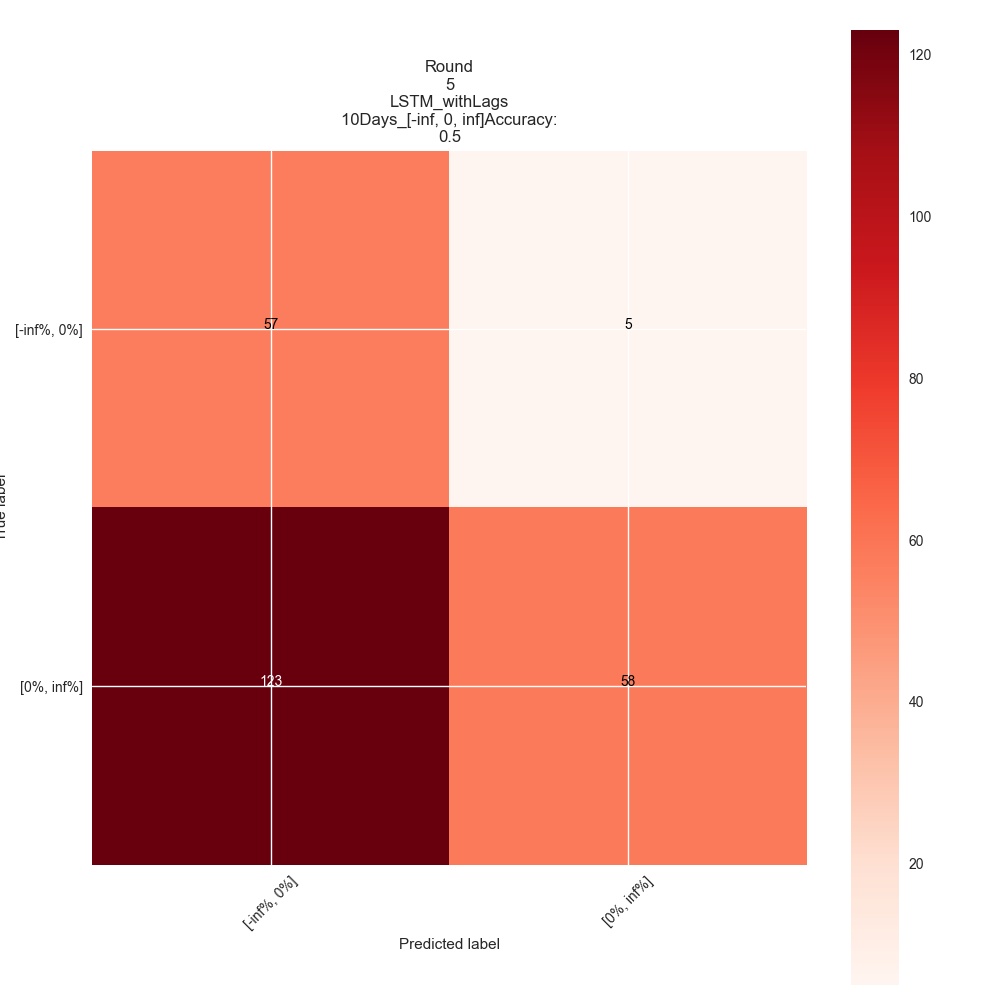 Round
5
LSTM_withLags
10Days_[-inf, 0, inf]Accuracy:
0.5
120
100
80
60
40
20
[-inf%, 0%]
57
5
True label
[0%, inf%]
123
58
[-inf%, 0%]
[0%, inf%]
Predicted label